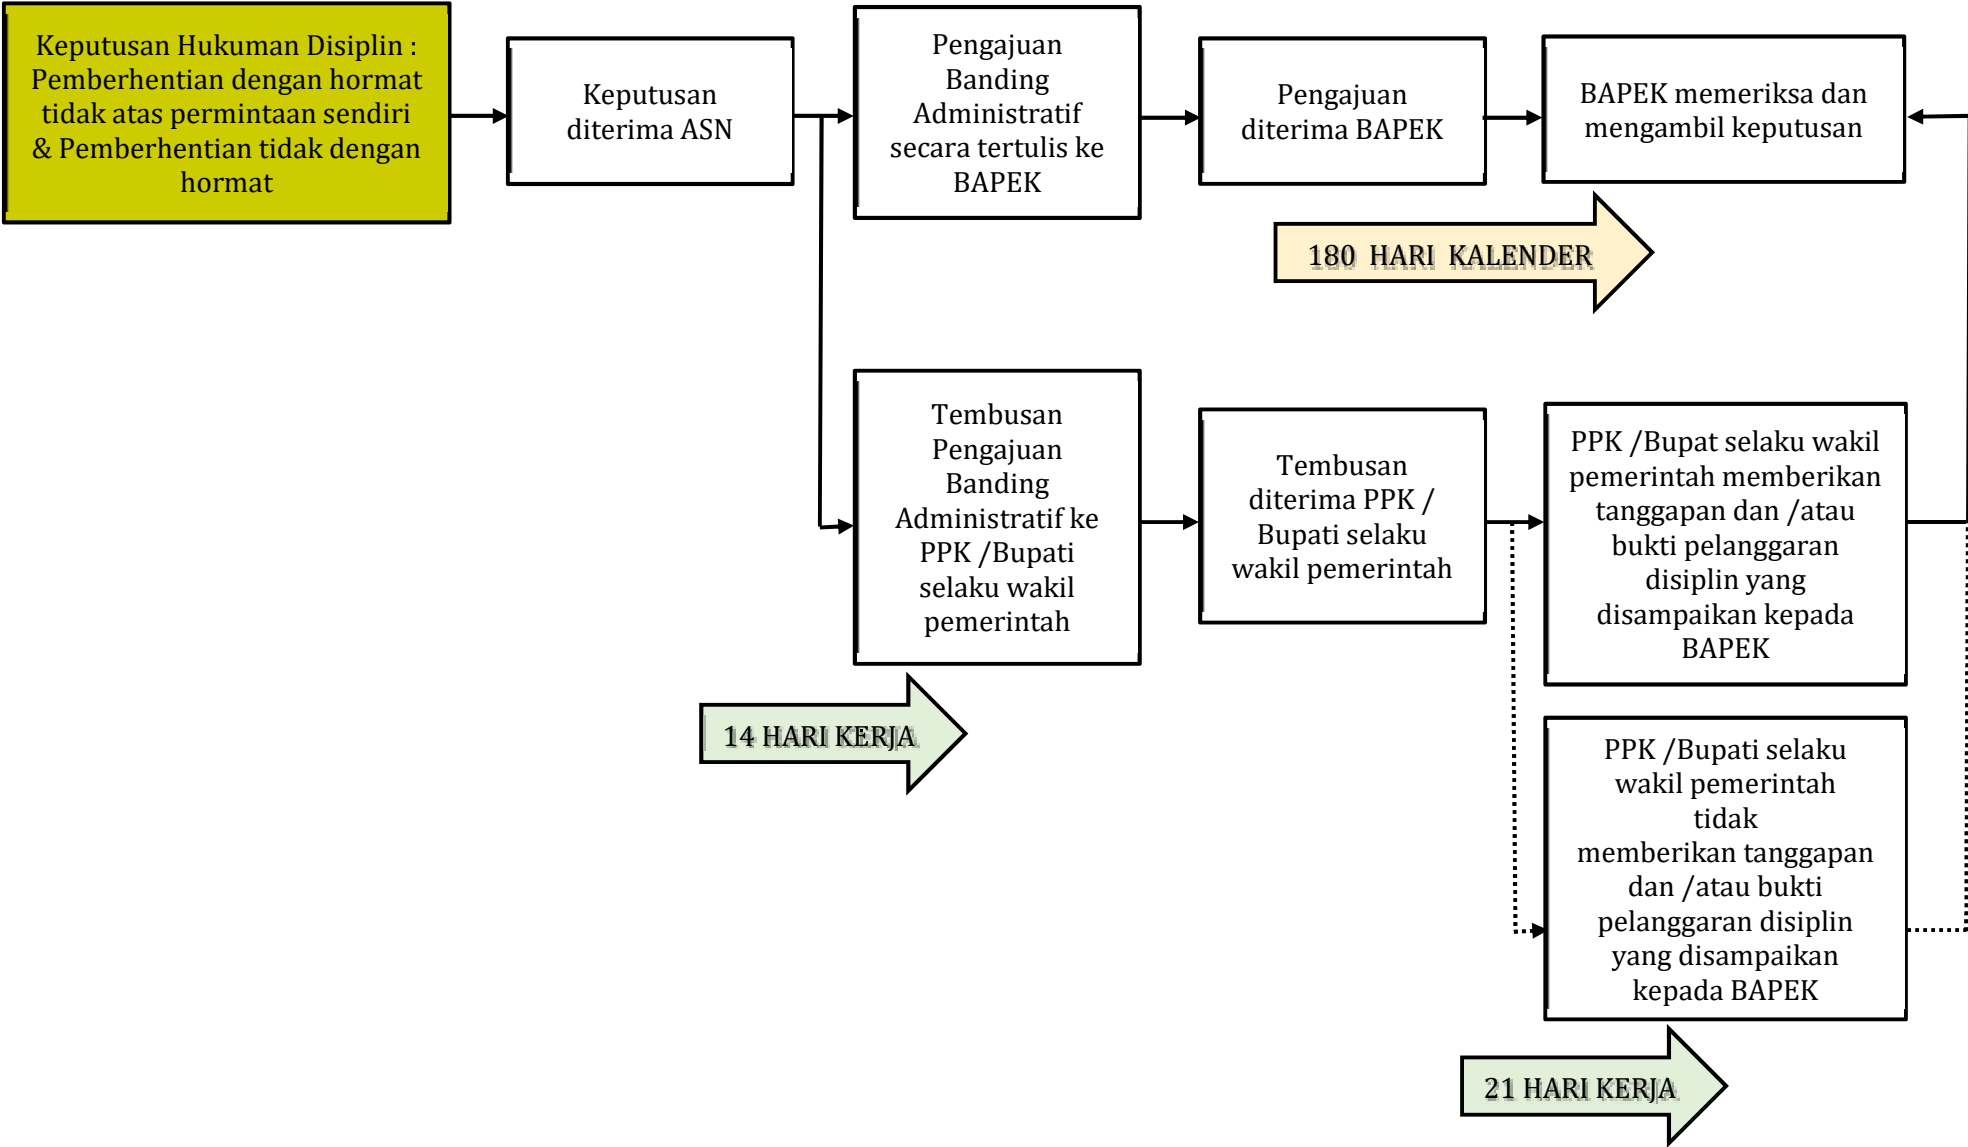 Keputusan Hukuman Disiplin :
Pemberhentian dengan hormat
tidak atas permintaan sendiri
& Pemberhentian tidak dengan
hormat
Keputusan
diterima ASN
Pengajuan
Banding
Administratif
secara tertulis ke
BAPEK
Pengajuan
diterima BAPEK
BAPEK memeriksa dan
mengambil keputusan
180 HARI KALENDER
Tembusan
Pengajuan
Banding
Administratif ke
PPK /Bupati
selaku wakil
pemerintah
Tembusan
diterima PPK /
Bupati selaku
wakil pemerintah
PPK /Bupat selaku wakil
pemerintah memberikan
tanggapan dan /atau
bukti pelanggaran
disiplin yang
disampaikan kepada
BAPEK
14 HARI KERJA
PPK /Bupati selaku
wakil pemerintah
tidak
memberikan tanggapan
dan /atau bukti
pelanggaran disiplin
yang disampaikan
kepada BAPEK
21 HARI KERJA